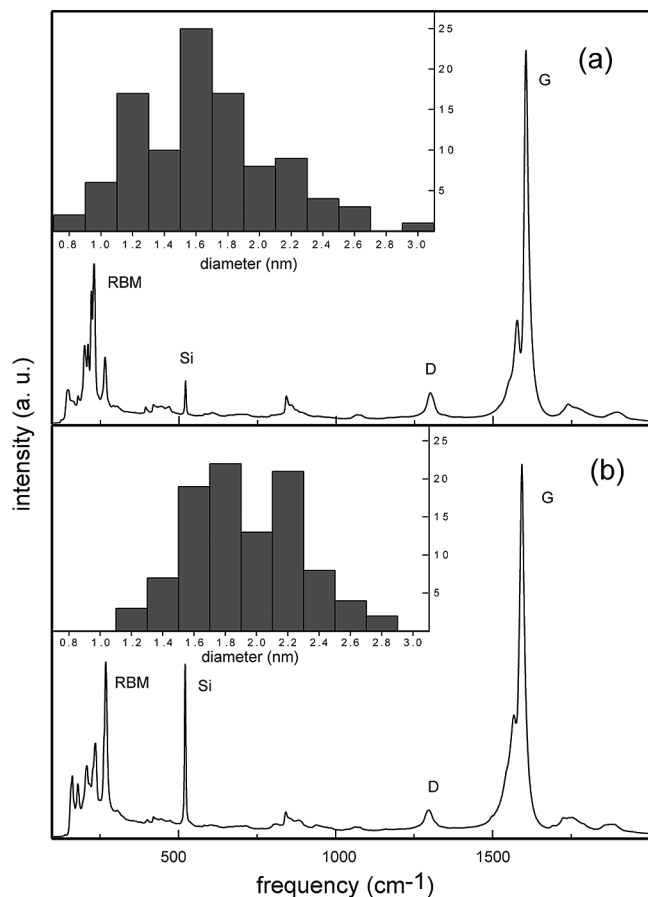 25
20
15
10
5
(a)
G
0.8 1.0 1.2 1.4 1.6 1.8 2.0 2.2 2.4 2.6 2.8 3.0
diameter (nm)
RBM
Si
D
intensity (a. u.)
25
20
15
10
5
(b)
G
0.8 1.0 1.2 1.4 1.6 1.8 2.0 2.2 2.4 2.6 2.8 3.0
diameter (nm)
RBM
Si
D
500 1000 1500
frequency (cm-1)